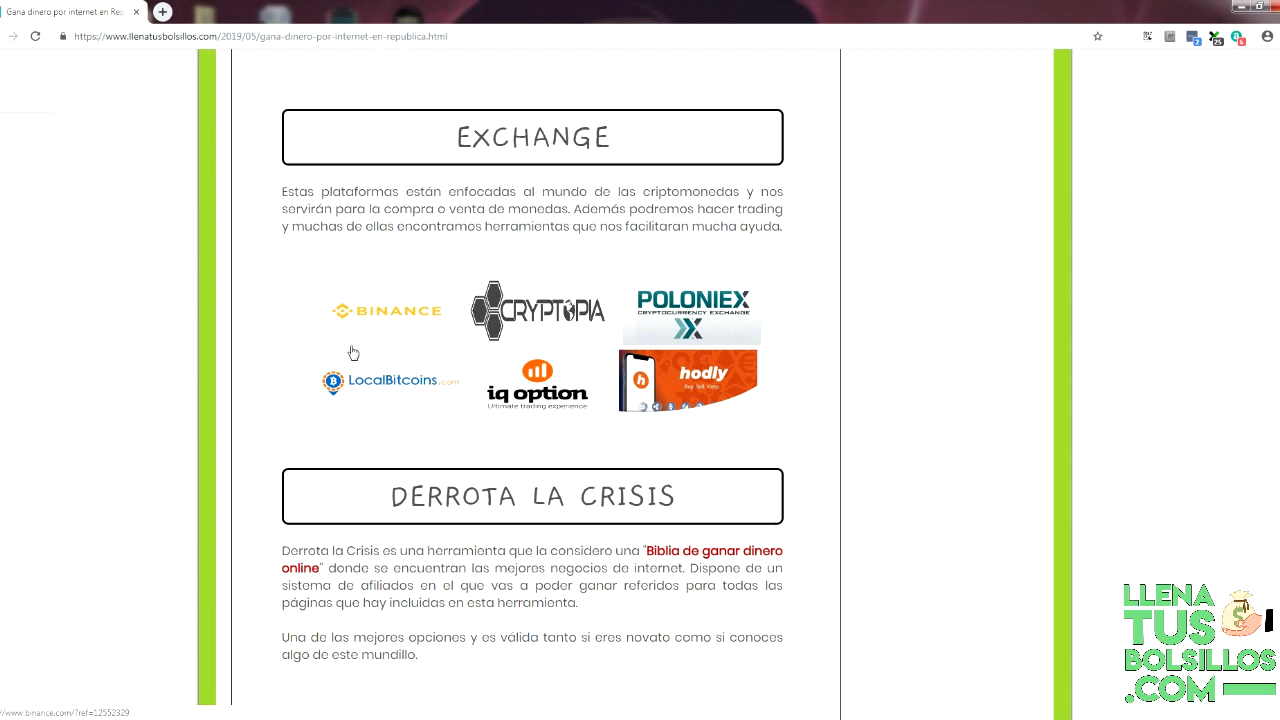 Gana dinero por internet en Re
https://www.llenatusbolsillos.com/2019/05/gana-dinero-por-internet-en-republica.html
2
25
6
EXCHANGE
Estas plataformas están enfocadas al mundo de las criptomonedas y nos
servirán para la compra o venta de monedas. Además podremos hacer trading
y muchas de ellas encontramos herramientas que nos facilitaran mucha ayuda.
BINANCE
CRYPTOPIA
POLONIEX
CRYPTOCURRENCY EXCHANGE
LocalBitcoins.com
iq option
Ultimate trading experience
h
hodly
Buy. Sell. Keep
DERROTA LA CRISIS
Derrota la Crisis es una herramienta que la considero una "Biblia de ganar dinero
online" donde se encuentran las mejores negocios de internet. Dispone de un
sistema de afiliados en el que vas a poder ganar referidos para todas las
páginas que hay incluidas en esta herramienta.
Una de las mejores opciones y es válida tanto si eres novato como si conoces
algo de este mundillo.
LLENA
TUS
BOLSILLOS
.COM
//www.binance.com/?ref=12552329